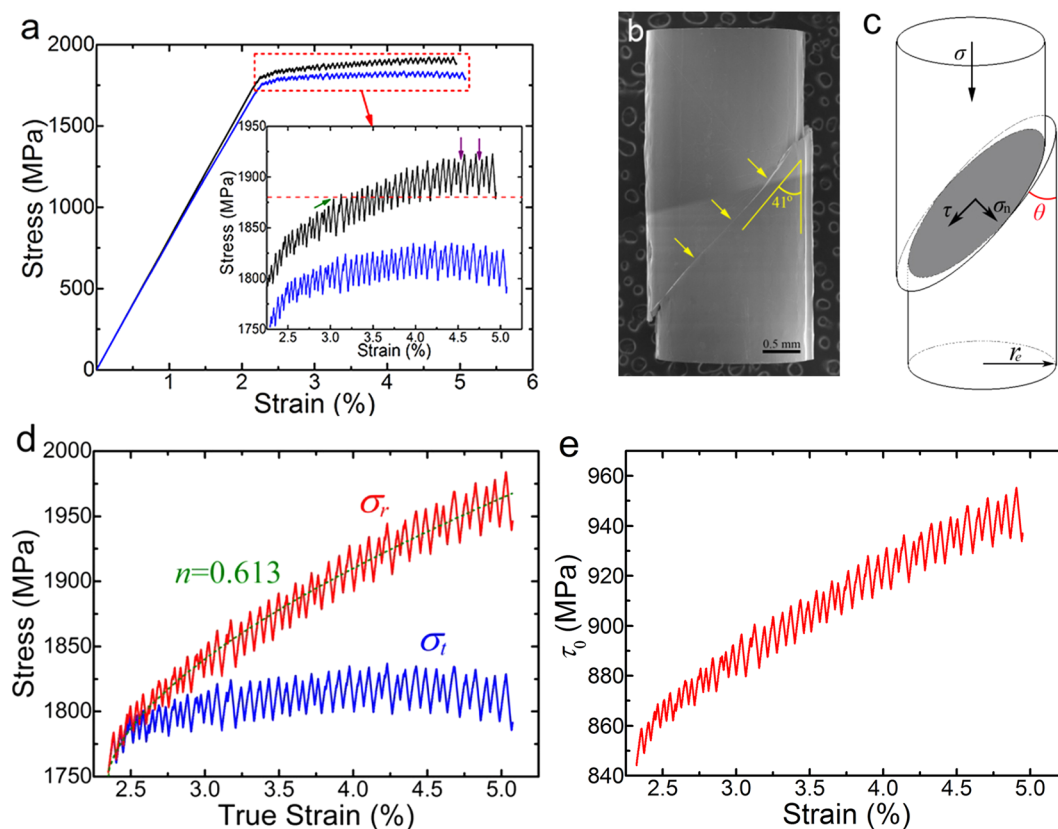 a
2000
1500
1000
500
0
Stress (MPa)
1 2 3 4 5 6
Strain (%)
1950
1900
1850
1800
1750
Stress (MPa)
2.5 3.0 3.5 4.0 4.5 5.0
Strain (%)
b
41°
0.5 mm
c
σ
τ
σn
θ
re
d
2000
1950
1900
1850
1800
1750
Stress (MPa)
σr
n=0.613
σt
2.5 3.0 3.5 4.0 4.5 5.0
True Strain (%)
e
960
940
920
900
880
860
840
τ0 (MPa)
2.5 3.0 3.5 4.0 4.5 5.0
Strain (%)